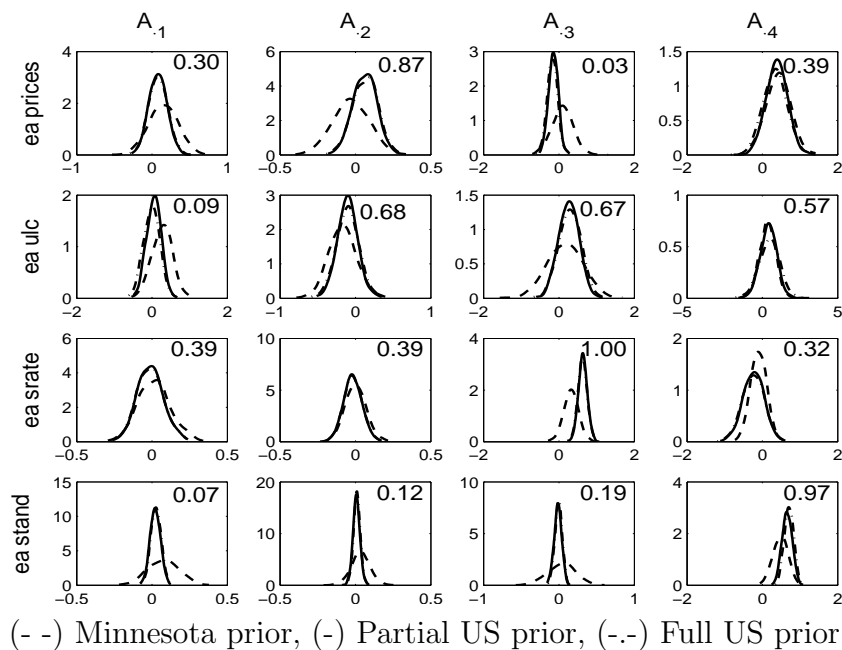 A.1 A.2 A.3 A.4
ea prices
4 2 0 −1 0 1 0.30
6 4 2 0 −0.5 0 0.5 0.87
3 2 1 0 −2 0 2 0.03
1.5 1 0.5 0 −2 0 2 0.39
ea ulc
2 1 0 −2 0 2 0.09
3 2 1 0 −1 0 1 0.68
1.5 1 0.5 0 −2 0 2 0.67
1 0.5 0 −5 0 5 0.57
ea srate
6 4 2 0 −0.5 0 0.5 0.39
10 5 0 −0.5 0 0.5 0.39
4 2 0 −2 0 2 1.00
2 1 0 −2 0 2 0.32
ea stand
15 10 5 0 −0.5 0 0.5 0.07
20 10 0 −0.5 0 0.5 0.12
10 5 0 −1 0 1 0.19
4 2 0 −2 0 2 0.97
(- -) Minnesota prior, (-) Partial US prior, (-.-) Full US prior